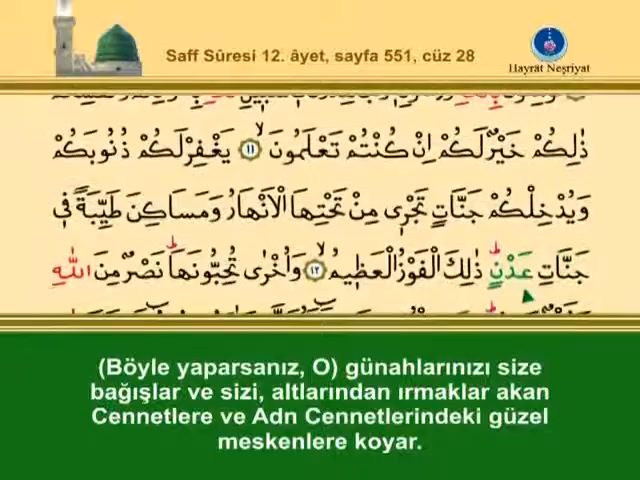 Saff Sûresi 12. âyet, sayfa 551, cüz 28
Hayrât Neşriyat
ذٰلِكُمْ خَيْرٌ لَكُمْ اِنْ كُنْتُمْ تَعْلَمُونَۙ ﴿١١﴾ يَغْفِرْ لَكُمْ ذُنُوبَكُمْ
وَيُدْخِلْكُمْ جَنَّاتٍ تَجْر۪ي مِنْ تَحْتِهَا الْاَنْهَارُ وَمَسَاكِنَ طَيِّبَةً ف۪ي
جَنَّاتِ عَدْنٍۜ ذٰلِكَ الْفَوْزُ الْعَظ۪يمُۙ ﴿١٢﴾ وَاُخْرٰى تُحِبُّونَهَاۜ نَصْرٌ مِنَ اللّٰهِ
(Böyle yaparsanız, O) günahlarınızı size
bağışlar ve sizi, altlarından ırmaklar akan
Cennetlere ve Adn Cennetlerindeki güzel
meskenlere koyar.